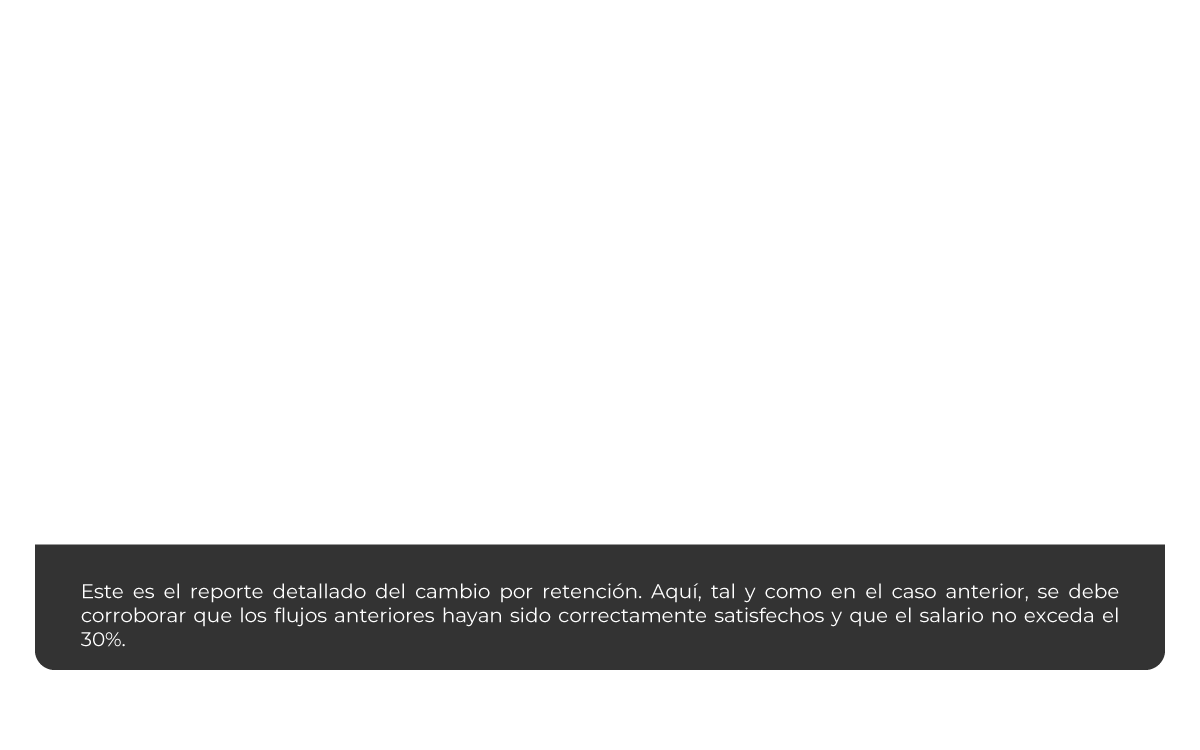 Este es el reporte detallado del cambio por retención. Aquí, tal y como en el caso anterior, se debe
corroborar que los flujos anteriores hayan sido correctamente satisfechos y que el salario no exceda el
30%.